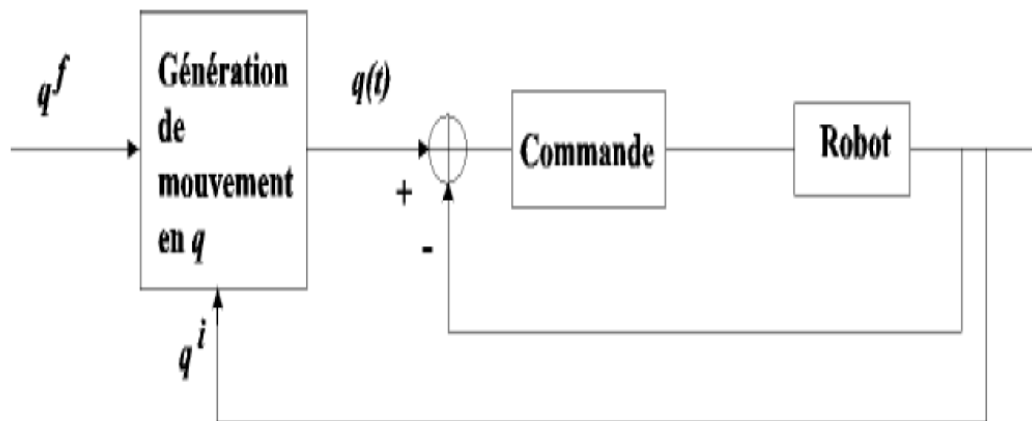 q^f
Génération
de
mouvement
en q
q(t)
+
-
Commande
Robot
q^i